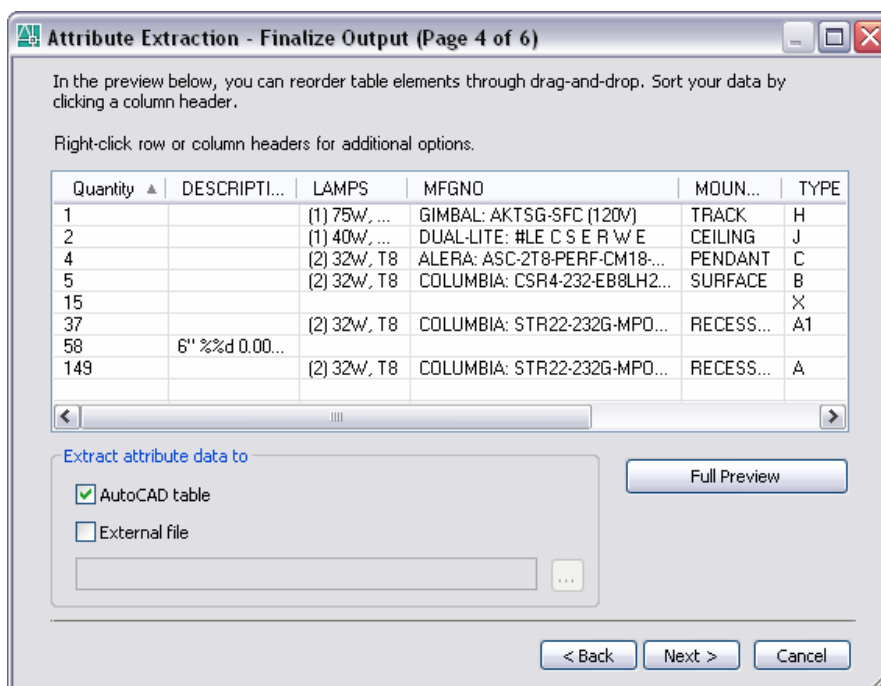 Attribute Extraction - Finalize Output (Page 4 of 6)
In the preview below, you can reorder table elements through drag-and-drop. Sort your data by
clicking a column header.
Right-click row or column headers for additional options.
Quantity DESCRIPTI... LAMPS MFGNO MOUN... TYPE
1 (1) 75W, ... GIMBAL: AKTSG-SFC (120V) TRACK H
2 (1) 40W, ... DUAL-LITE: #LE C S E R W E CEILING J
4 (2) 32W, T8 ALERA: ASC-2T8-PERF-CM18-... PENDANT C
5 (2) 32W, T8 COLUMBIA: CSR4-232-EB8LH2... SURFACE B
15 X
37 (2) 32W, T8 COLUMBIA: STR22-232G-MPO... RECESS... A1
58 6" %%d 0.00...
149 (2) 32W, T8 COLUMBIA: STR22-232G-MPO... RECESS... A
Extract attribute data to
Full Preview
AutoCAD table
External file
...
< Back Next > Cancel